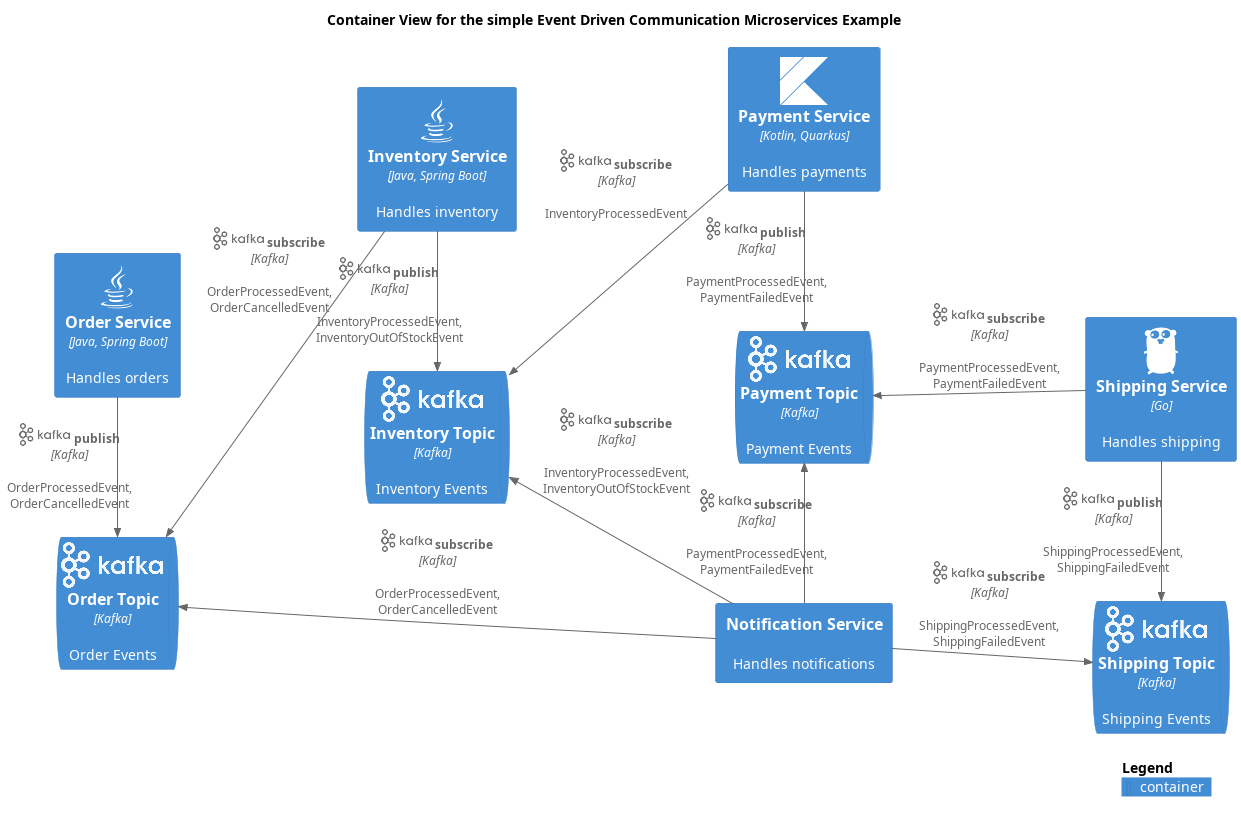 Container View for the simple Event Driven Communication Microservices Example
Payment Service
[Kotlin, Quarkus]
Handles payments
Inventory Service
[Java, Spring Boot]
Handles inventory
kafka subscribe
[Kafka]
InventoryProcessedEvent
kafka publish
[Kafka]
PaymentProcessedEvent,
PaymentFailedEvent
kafka subscribe
[Kafka]
OrderProcessedEvent,
OrderCancelledEvent
kafka publish
[Kafka]
InventoryProcessedEvent,
InventoryOutOfStockEvent
Order Service
[Java, Spring Boot]
Handles orders
kafka subscribe
[Kafka]
PaymentProcessedEvent,
PaymentFailedEvent
Shipping Service
[Go]
Handles shipping
kafka
Payment Topic
[Kafka]
Payment Events
kafka
Inventory Topic
[Kafka]
Inventory Events
kafka publish
[Kafka]
OrderProcessedEvent,
OrderCancelledEvent
kafka subscribe
[Kafka]
InventoryProcessedEvent,
InventoryOutOfStockEvent
kafka subscribe
[Kafka]
PaymentProcessedEvent,
PaymentFailedEvent
kafka publish
[Kafka]
ShippingProcessedEvent,
ShippingFailedEvent
kafka subscribe
[Kafka]
OrderProcessedEvent,
OrderCancelledEvent
kafka
Order Topic
[Kafka]
Order Events
kafka subscribe
[Kafka]
ShippingProcessedEvent,
ShippingFailedEvent
Notification Service
Handles notifications
kafka
Shipping Topic
[Kafka]
Shipping Events
Legend
container